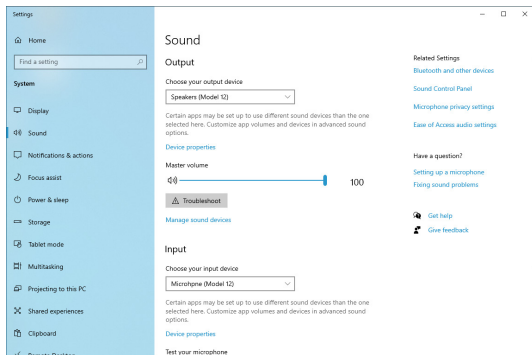 Settings
Home
Find a setting
System
Display
Sound
Notifications & actions
Focus assist
Power & sleep
Storage
Tablet mode
Multitasking
Projecting to this PC
Shared experiences
Clipboard
Remote Desktop
Sound
Output
Choose your output device
Speakers (Model 12)
Certain apps may be set up to use different sound devices than the one
selected here. Customize app volumes and devices in advanced sound
options.
Device properties
Master volume
100
Troubleshoot
Manage sound devices
Input
Choose your input device
Microhpne (Model 12)
Certain apps may be set up to use different sound devices than the one
selected here. Customize app volumes and devices in advanced sound
options.
Device properties
Test your microphone
Related Settings
Bluetooth and other devices
Sound Control Panel
Microphone privacy settings
Ease of Access audio settings
Have a question?
Setting up a microphone
Fixing sound problems
Get help
Give feedback